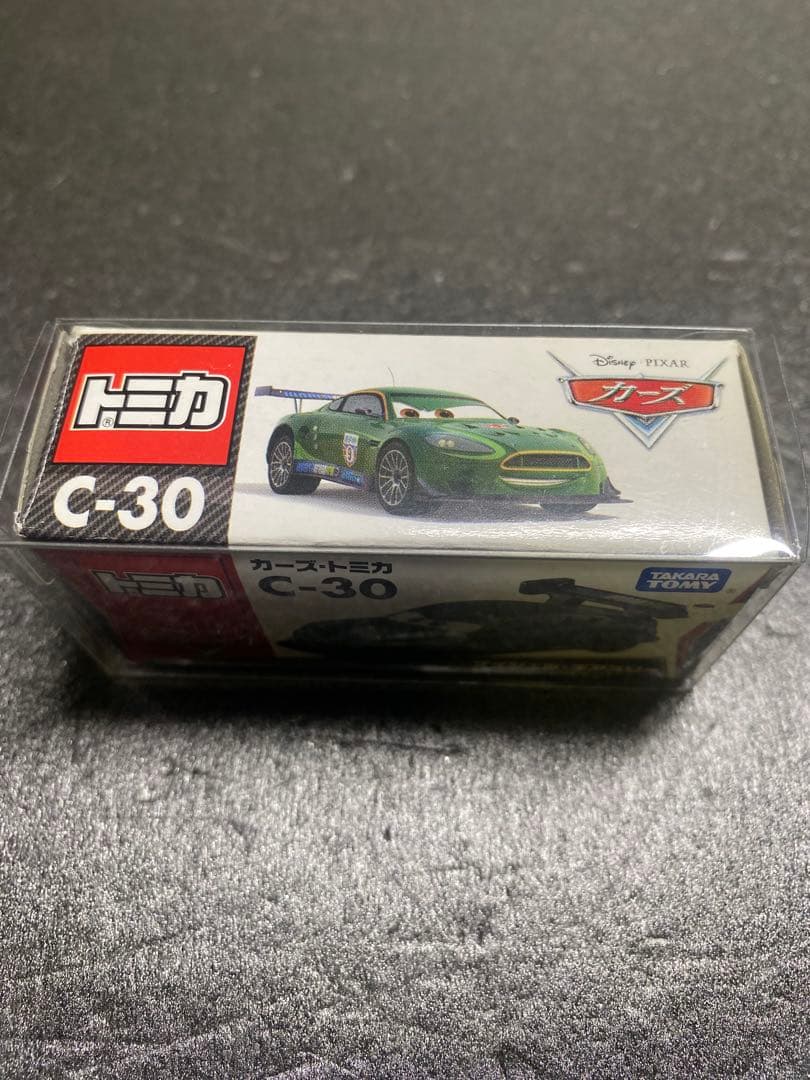 トミカ
®
C-30
Disney · PIXAR
カーズ
9
トミカ
カーズ・トミカ
C-30
TAKARA
TOMY